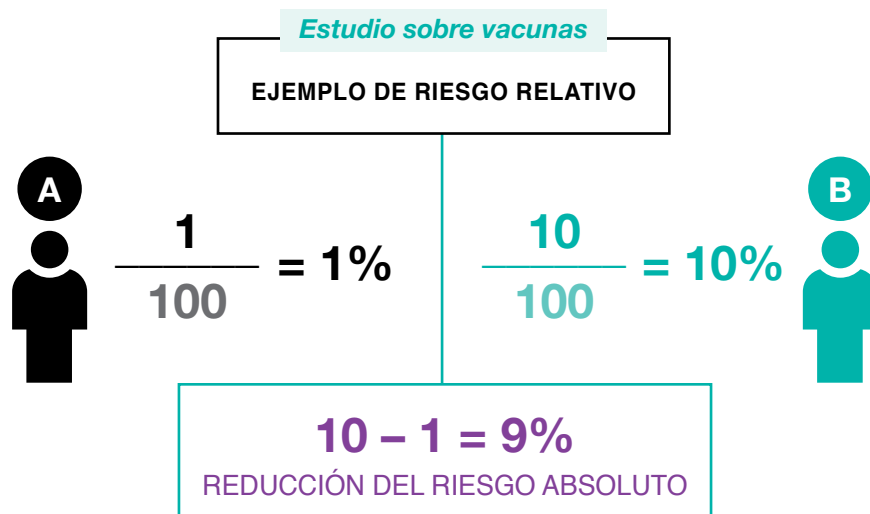 Estudio sobre vacunas
EJEMPLO DE RIESGO RELATIVO
A
1
100
= 1%
10
100
= 10%
B
10 – 1 = 9%
REDUCCIÓN DEL RIESGO ABSOLUTO